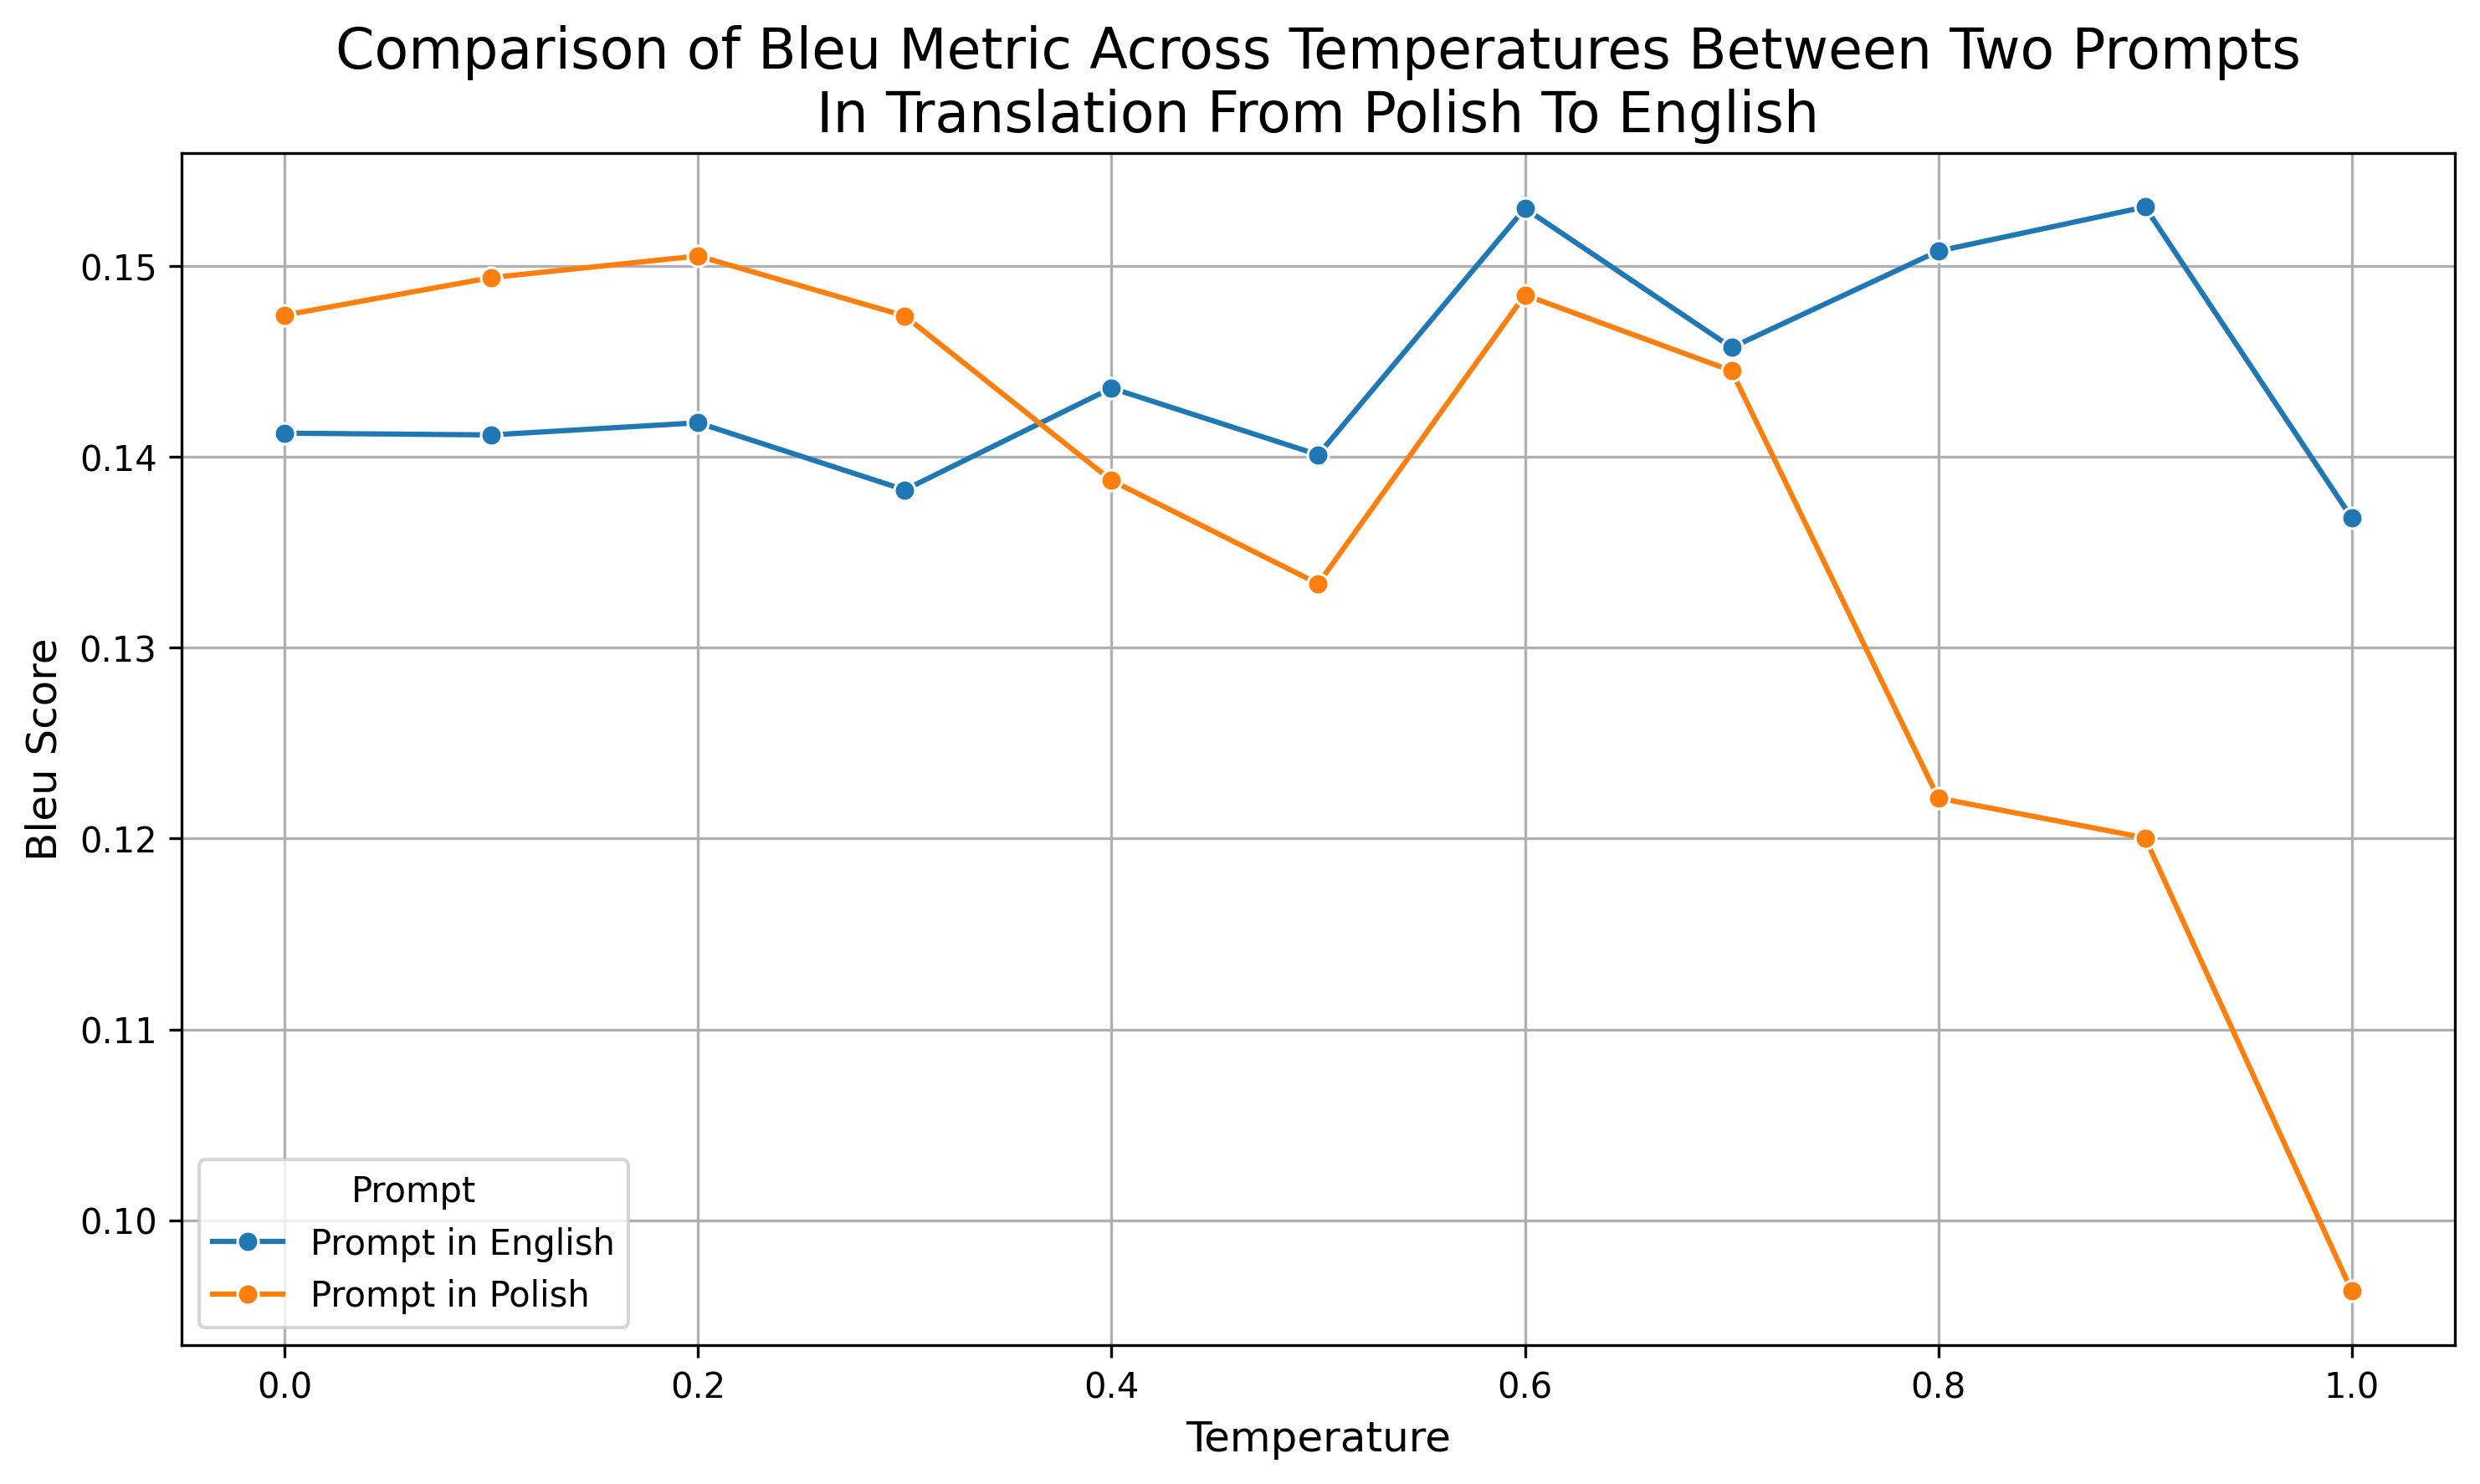 Comparison of Bleu Metric Across Temperatures Between Two Prompts
In Translation From Polish To English
Bleu Score
0.15
0.14
0.13
0.12
0.11
0.10
Prompt
Prompt in English
Prompt in Polish
0.0 0.2 0.4 0.6 0.8 1.0
Temperature